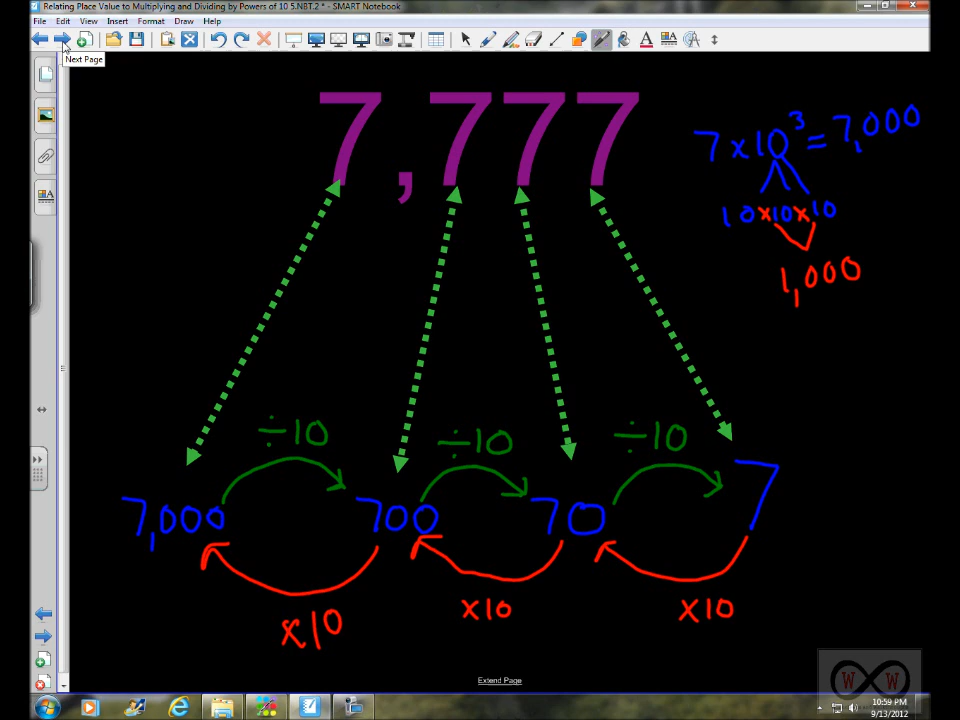 Relating Place Value to Multiplying and Dividing by Powers of 10 5.NBT.2 * - SMART Notebook
File Edit View Insert Format Draw Help
Next Page
7,777
7x10³=7,000
10x10x10
1,000
÷10 ÷10 ÷10
7,000 700 70 7
x10 x10 x10
Extend Page
W W
10:59 PM
9/13/2012